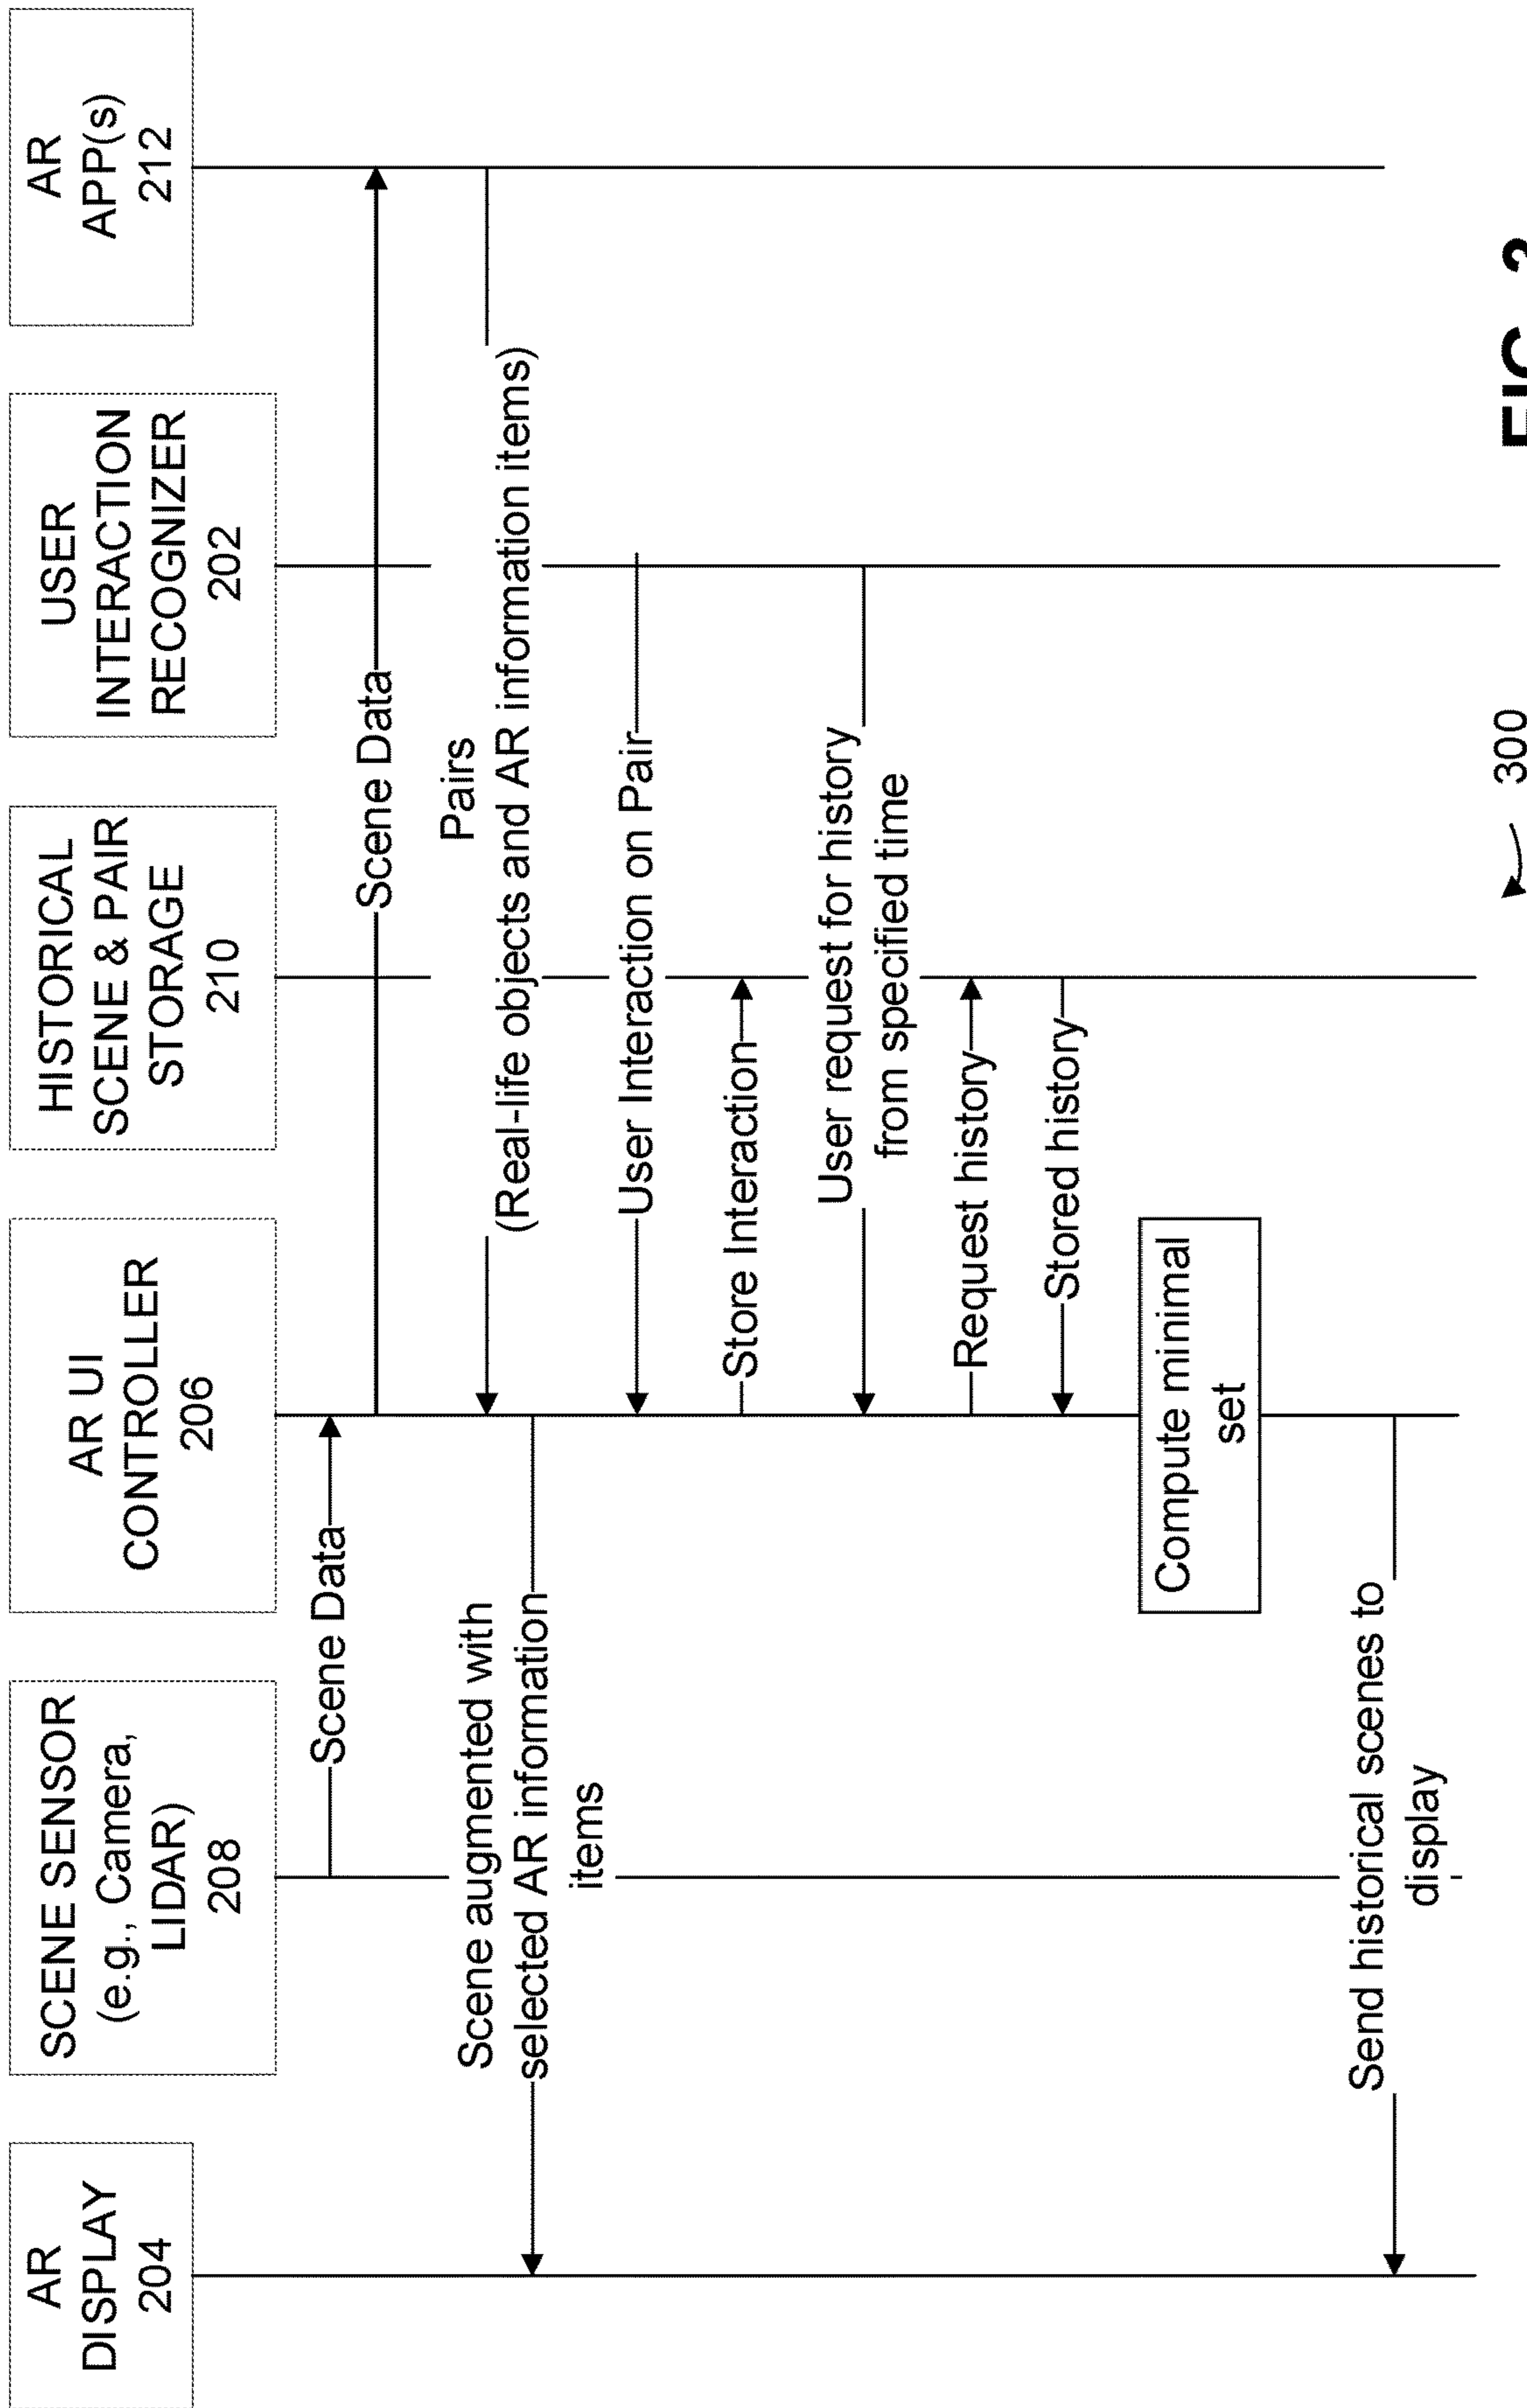 AR
DISPLAY
204
SCENE SENSOR
(e.g., Camera,
LIDAR)
208
AR UI
CONTROLLER
206
HISTORICAL
SCENE & PAIR
STORAGE
210
USER
INTERACTION
RECOGNIZER
202
AR
APP(s)
212
Scene Data
Scene Data
Pairs
(Real-life objects and AR information items)
Scene augmented with
selected AR information
items
User Interaction on Pair
Store Interaction
User request for history
from specified time
Request history
Stored history
Compute minimal
set
Send historical scenes to
display
300
FIG.